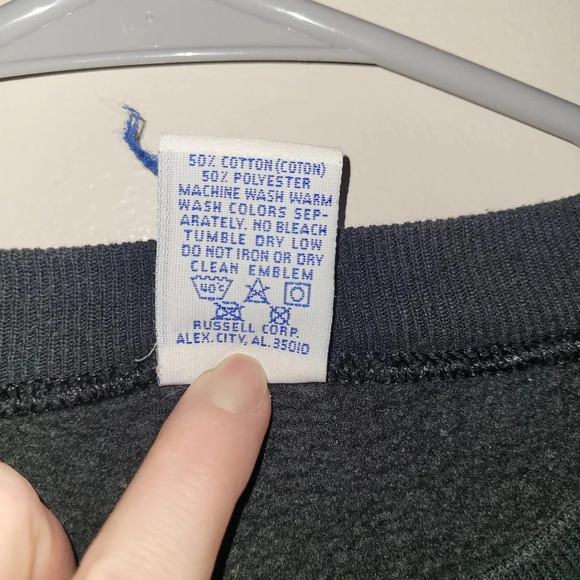 50% COTTON(COTON)
50% POLYESTER
MACHINE WASH WARM
WASH COLORS SEP-
ARATELY. NO BLEACH
TUMBLE DRY LOW
DO NOT IRON OR DRY
CLEAN EMBLEM
40°C
RUSSELL CORP.
ALEX. CITY, AL. 35010